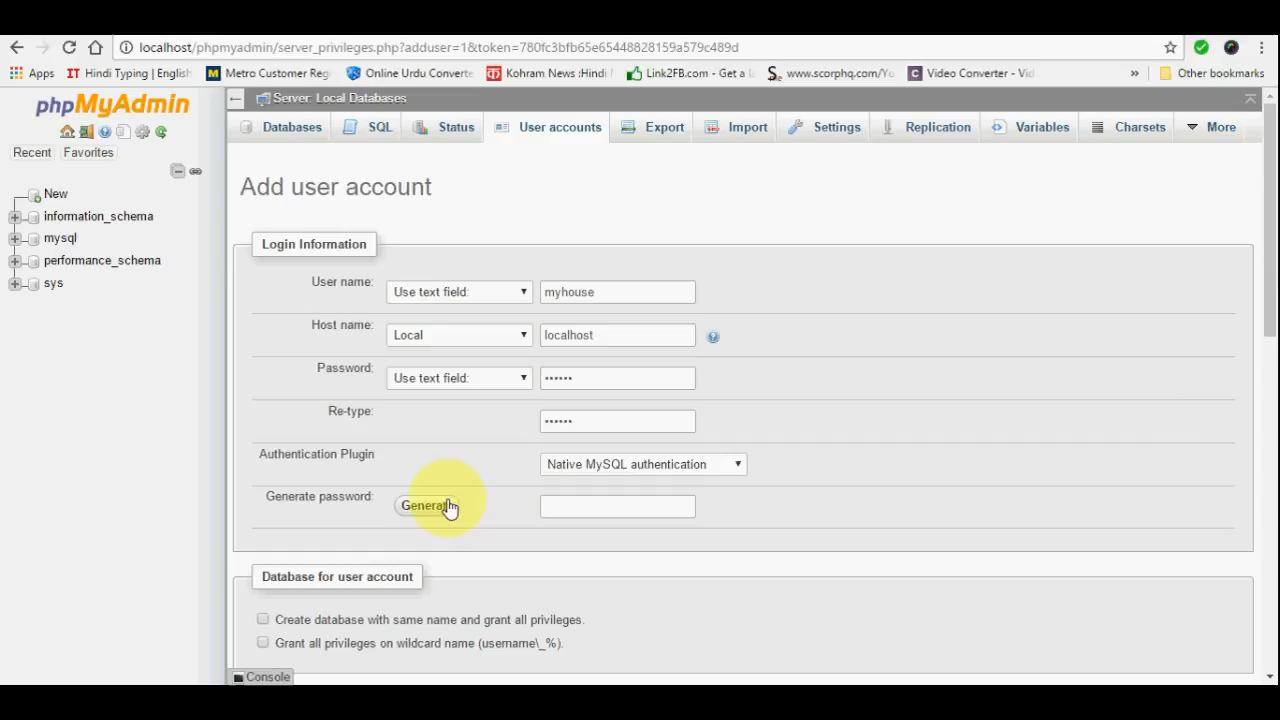 localhost/phpmyadmin/server_privileges.php?adduser=1&token=780fc3bfb65e65448828159a579c489d
Apps IT Hindi Typing | English M Metro Customer Reg Online Urdu Converte Kohram News :Hindi Link2FB.com - Get a www.scorphq.com/Yo C Video Converter - Vid » Other bookmarks
phpMyAdmin
Server: Local Databases
Databases SQL Status User accounts Export Import Settings Replication Variables Charsets More
Recent Favorites
New
information_schema
mysql
performance_schema
sys
Add user account
Login Information
User name: Use text field: myhouse
Host name: Local localhost
Password: Use text field: ••••••
Re-type: ••••••
Authentication Plugin Native MySQL authentication
Generate password:
Database for user account
Create database with same name and grant all privileges.
Grant all privileges on wildcard name (username\_%).
Console